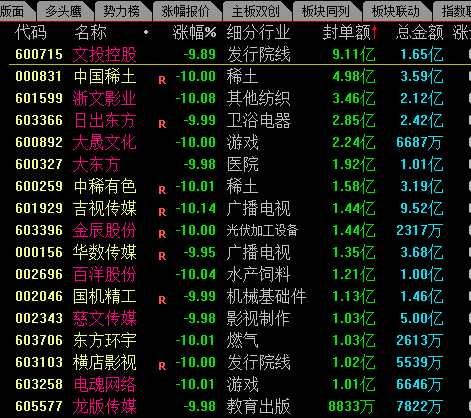 版面 多头鹰 势力榜 涨幅报价 主板双创 板块同列 板块联动 指数
代码 名称 · 涨幅% 细分行业 封单额↑ 总金额 涨
600715 文投控股 -9.89 发行院线 9.11亿 1.65亿
000831 中国稀土 R -10.00 稀土 4.98亿 3.59亿
601599 浙文影业 -10.08 其他纺织 3.46亿 2.12亿
603366 日出东方 R -9.99 卫浴电器 2.85亿 2.42亿
600892 大晟文化 -10.00 游戏 2.24亿 6687万
600327 大东方 -9.98 医院 1.92亿 1.01亿
600259 中稀有色 R -10.01 稀土 1.58亿 3.19亿
601929 吉视传媒 R -10.14 广播电视 1.44亿 9.52亿
603396 金辰股份 R -10.00 光伏加工设备 1.44亿 2317万
000156 华数传媒 R -9.95 广播电视 1.35亿 3.68亿
002696 百洋股份 -10.04 水产饲料 1.21亿 1.00亿
002046 国机精工 R -9.99 机械基础件 1.13亿 1.46亿
002343 慈文传媒 -9.98 影视制作 1.03亿 5.00亿
603706 东方环宇 -10.01 燃气 1.03亿 2613万
603103 横店影视 R -10.00 发行院线 1.02亿 5539万
603258 电魂网络 -10.01 游戏 1.01亿 6646万
605577 龙版传媒 -9.98 教育出版 8833万 7822万